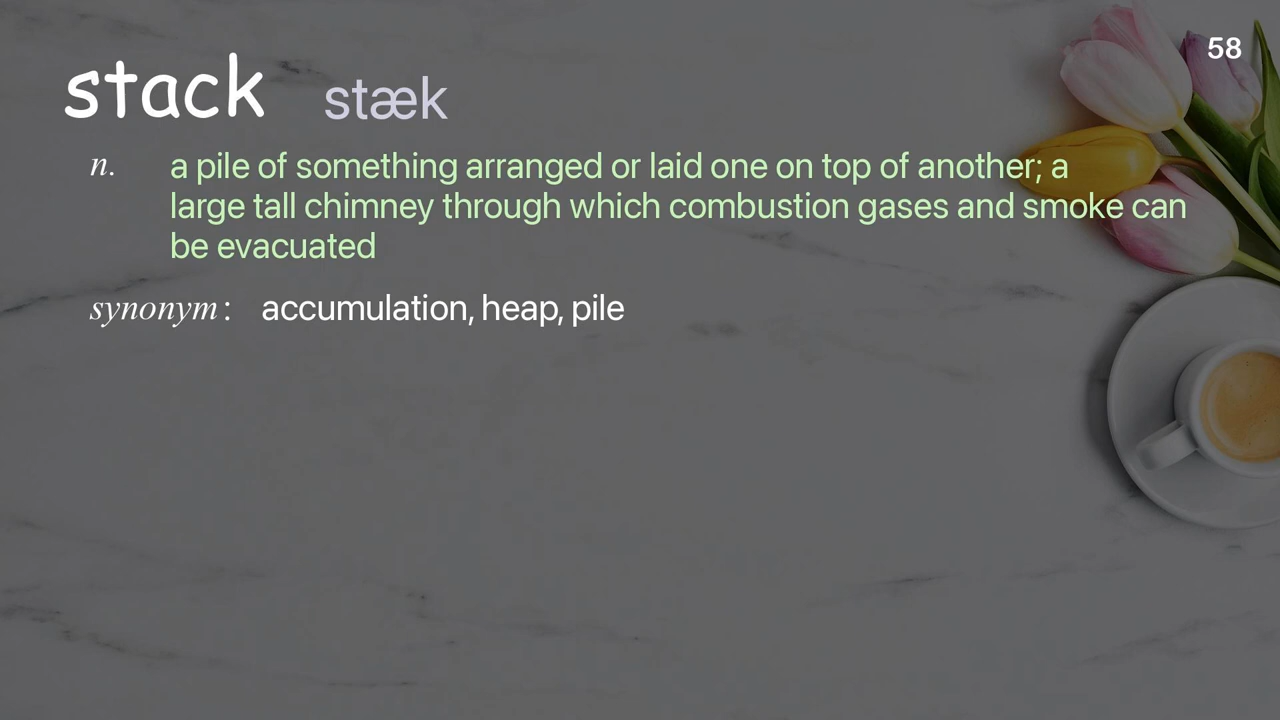 58
stack stæk
n. a pile of something arranged or laid one on top of another; a
large tall chimney through which combustion gases and smoke can
be evacuated
synonym: accumulation, heap, pile